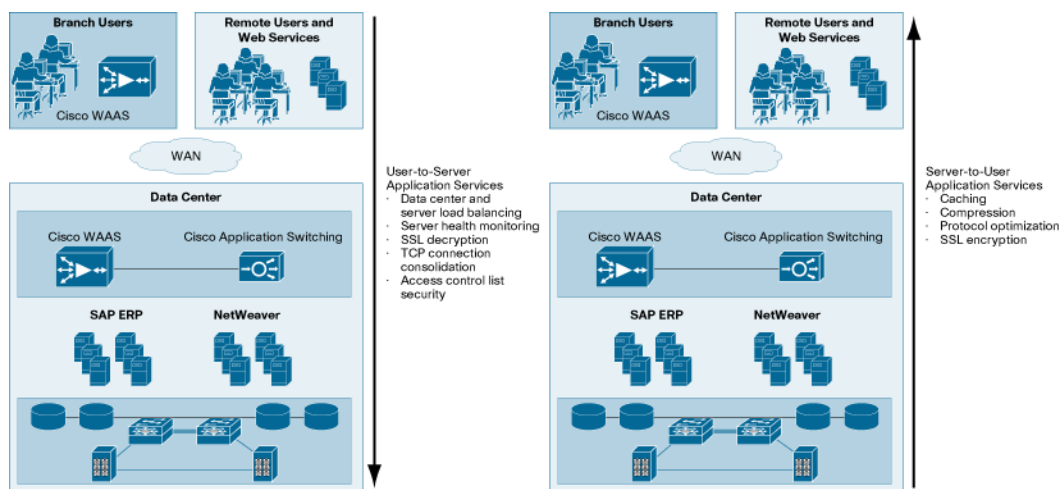 Branch Users
Cisco WAAS
Remote Users and
Web Services
WAN
Data Center
Cisco WAAS
Cisco Application Switching
SAP ERP
NetWeaver
User-to-Server
Application Services
· Data center and
server load balancing
· Server health monitoring
· SSL decryption
· TCP connection
consolidation
· Access control list
security
Branch Users
Cisco WAAS
Remote Users and
Web Services
WAN
Data Center
Cisco WAAS
Cisco Application Switching
SAP ERP
NetWeaver
Server-to-User
Application Services
· Caching
· Compression
· Protocol optimization
· SSL encryption